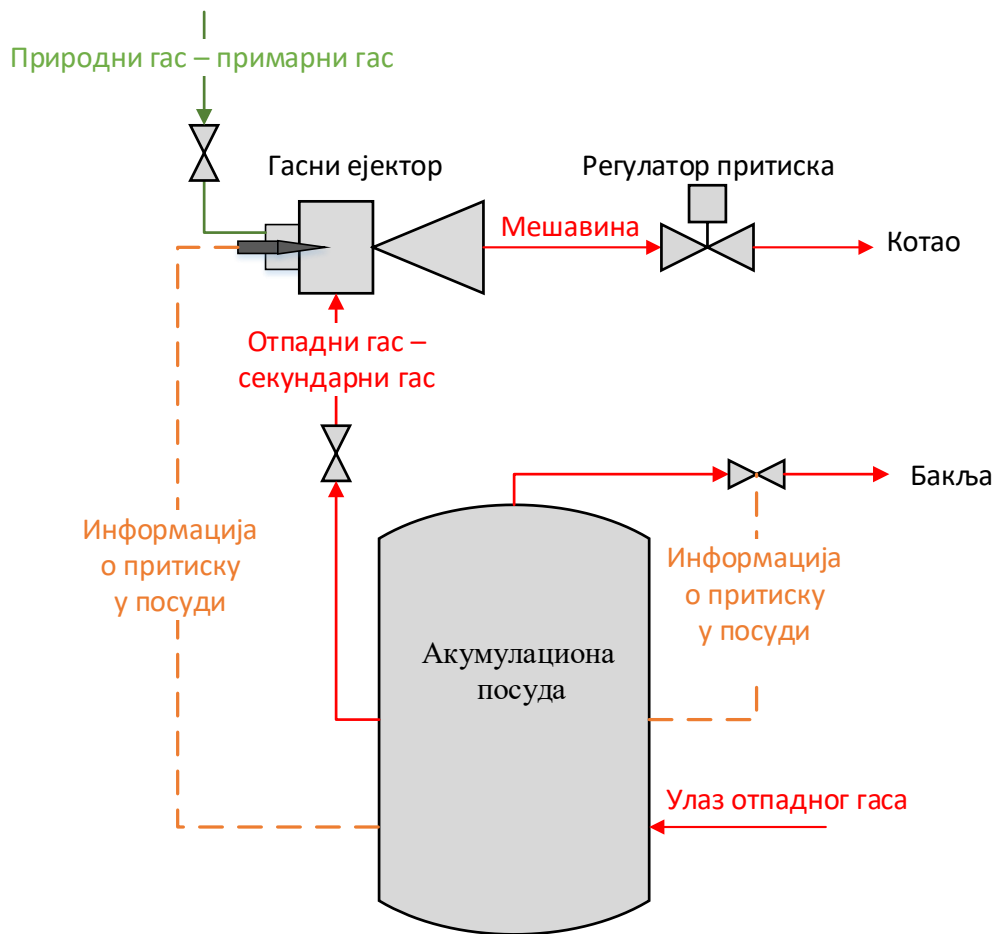 Природни гас – примарни гас
Гасни ејектор
Регулатор притиска
Мешавина
Котао
Отпадни гас –
секундарни гас
Бакља
Информација
о притиску
у посуди
Информација
о притиску
у посуди
Акумулациона
посуда
Улаз отпадног гаса